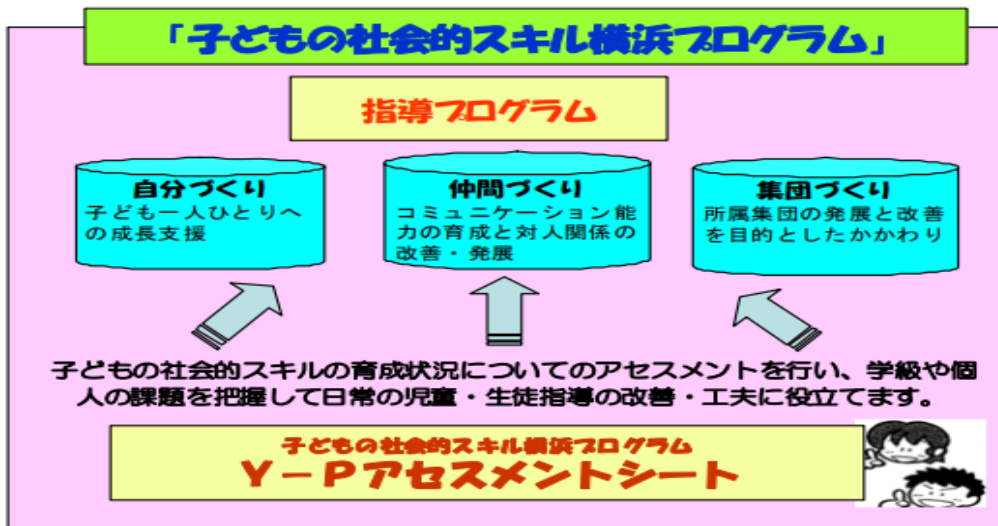 「子どもの社会的スキル横浜プログラム」
指導プログラム
自分づくり
子ども一人ひとりへ
の成長支援
仲間づくり
コミュニケーション能
力の育成と対人関係の
改善・発展
集団づくり
所属集団の発展と改善
を目的としたかかわり
子どもの社会的スキルの育成状況についてのアセスメントを行い、学級や個
人の課題を把握して日常の児童・生徒指導の改善・工夫に役立てます。
子どもの社会的スキル横浜プログラム
Y－Pアセスメントシート